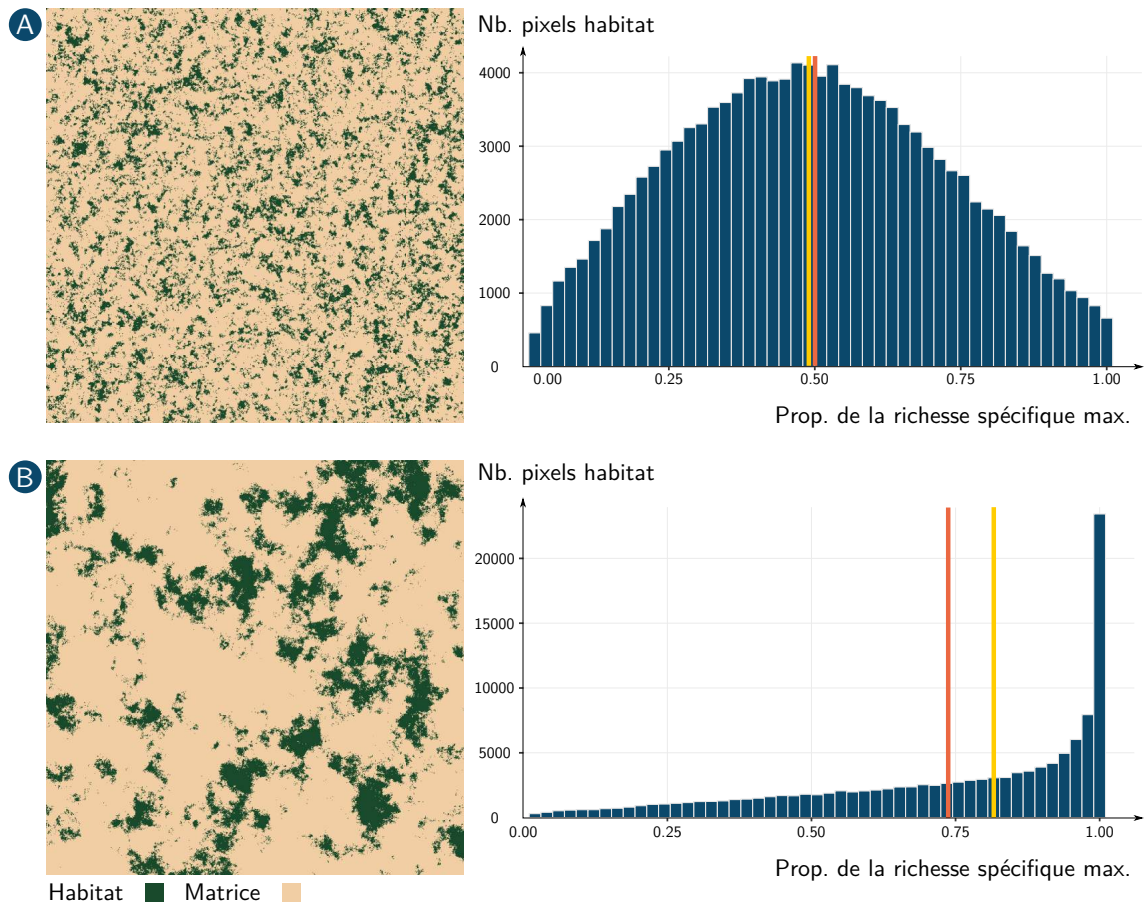 A
Nb. pixels habitat
4000
3000
2000
1000
0
0.00 0.25 0.50 0.75 1.00
Prop. de la richesse spécifique max.
B
Nb. pixels habitat
20000
15000
10000
5000
0
0.00 0.25 0.50 0.75 1.00
Prop. de la richesse spécifique max.
Habitat Matrice